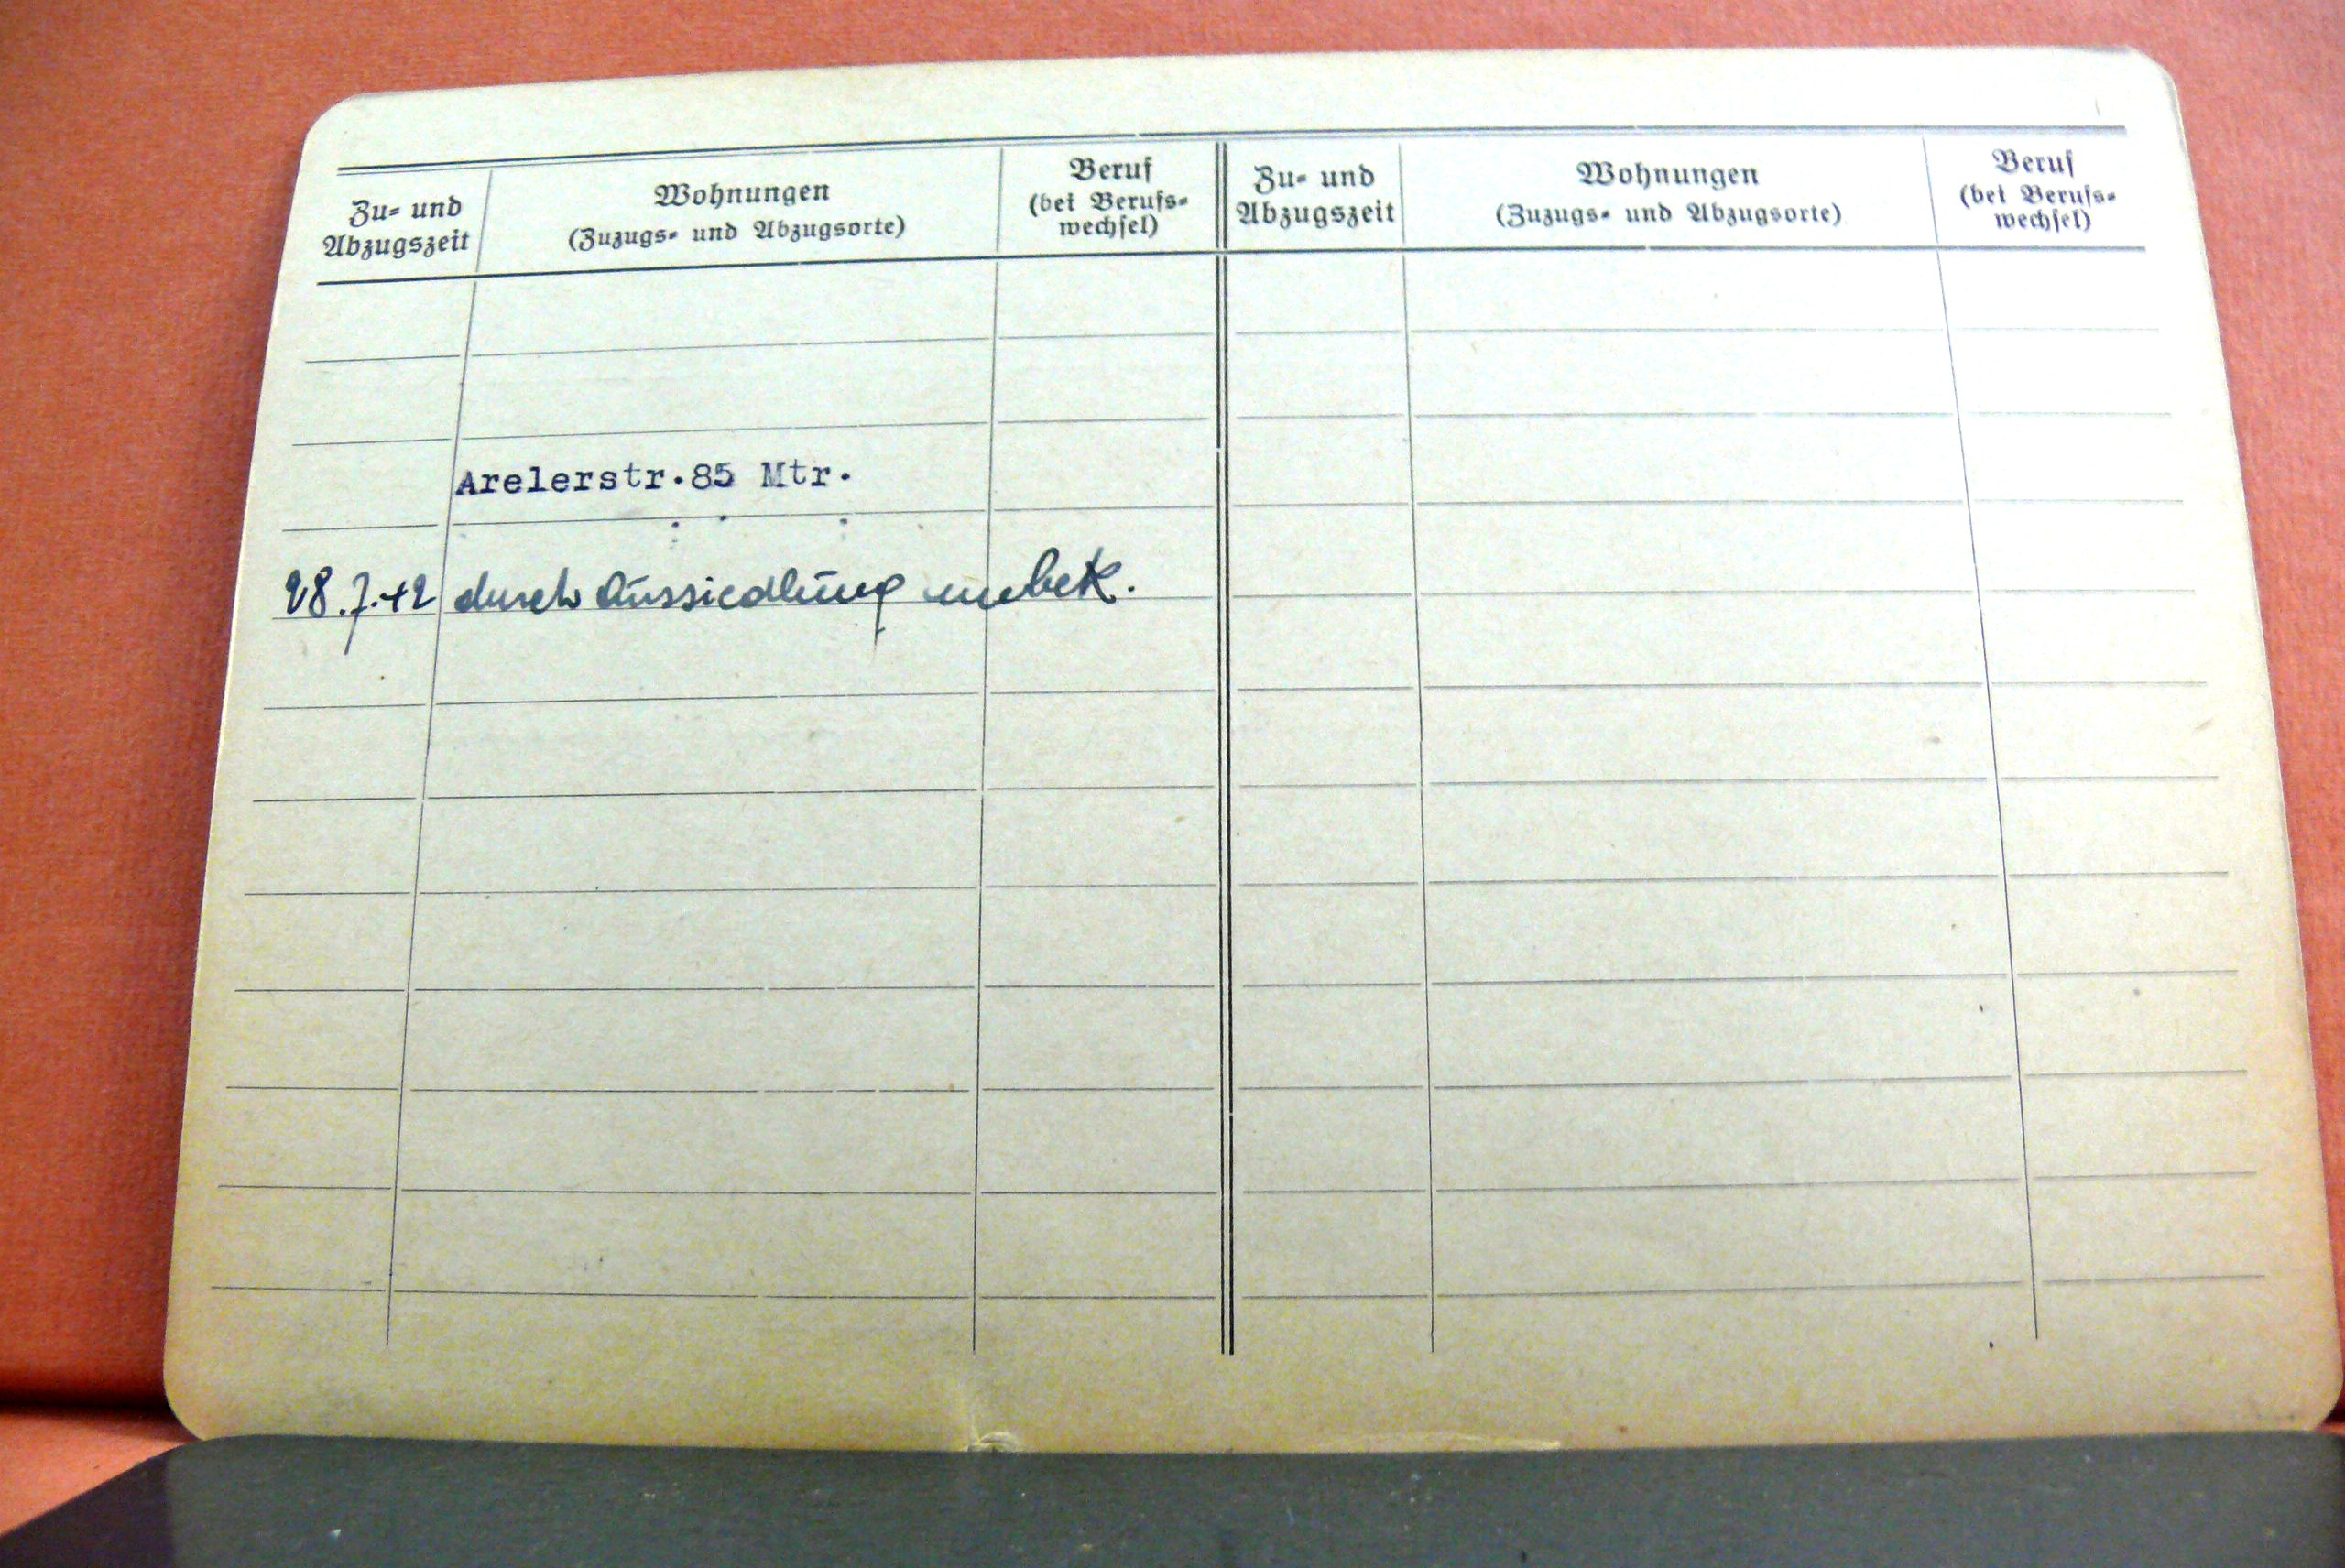 Zu- und Abzugszeit
Wohnungen
(Zuzugs- und Abzugsorte)
Beruf
(bei Berufs-
wechsel)
Zu- und
Abzugszeit
Wohnungen
(Zuzugs- und Abzugsorte)
Beruf
(bei Berufs-
wechsel)
Arelerstr.85 Mtr.
28.7.42 durch Aussiedlung unbek.